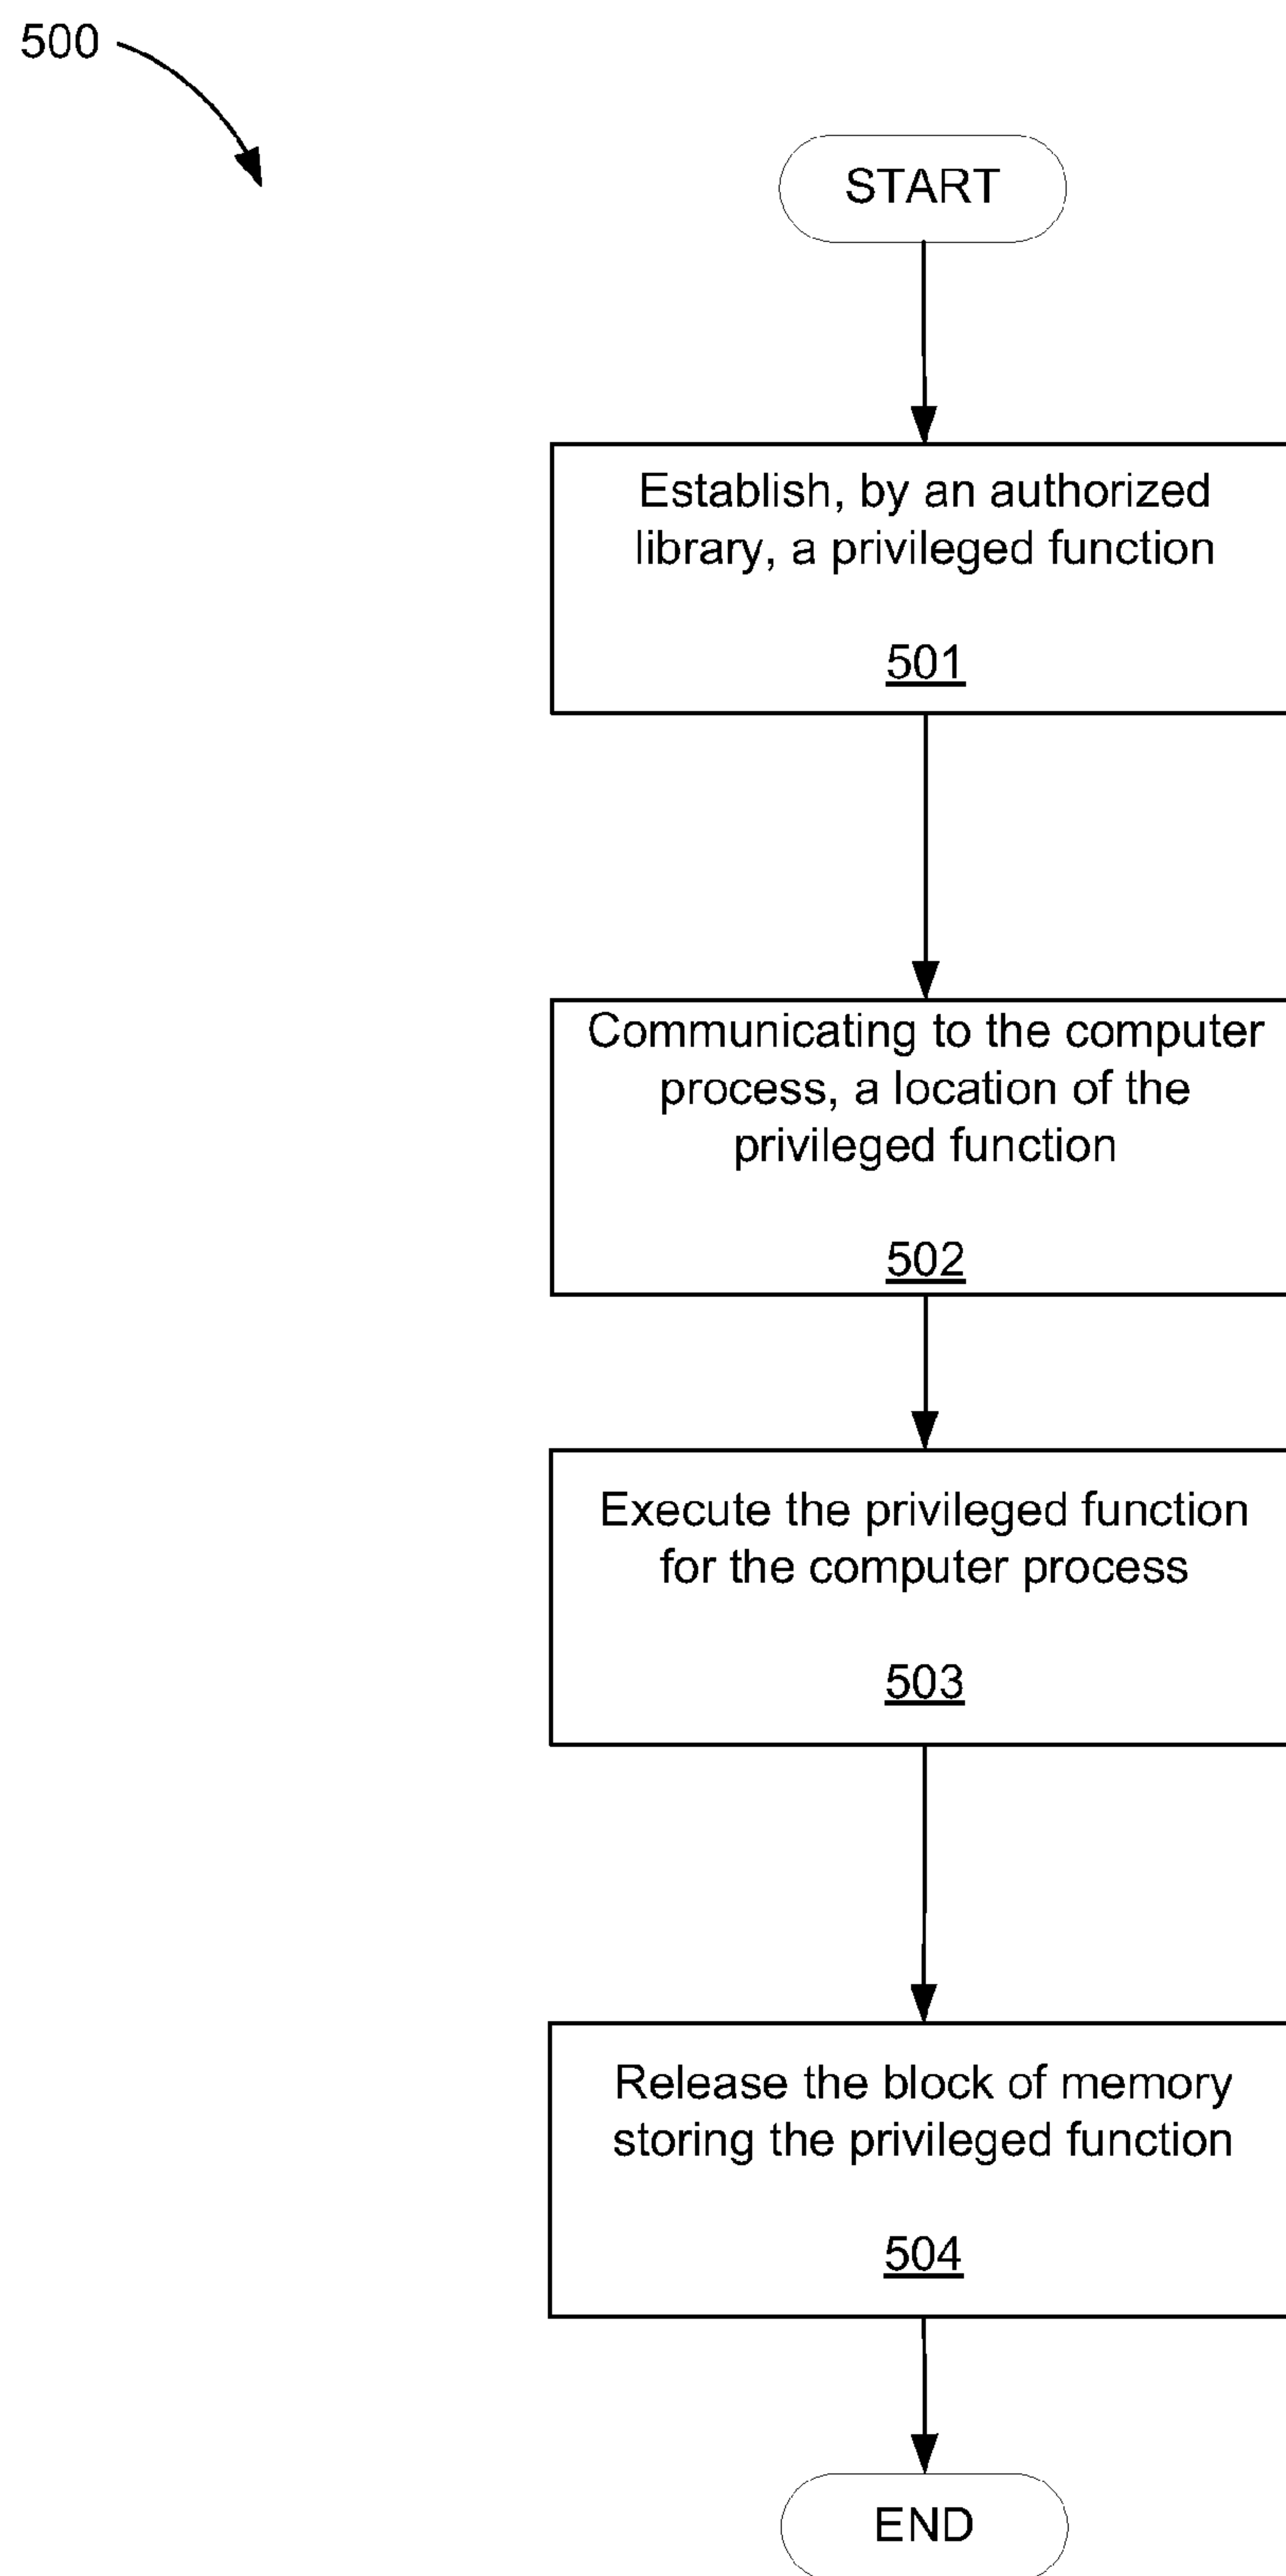 500
START
Establish, by an authorized
library, a privileged function
501
Communicating to the computer
process, a location of the
privileged function
502
Execute the privileged function
for the computer process
503
Release the block of memory
storing the privileged function
504
END